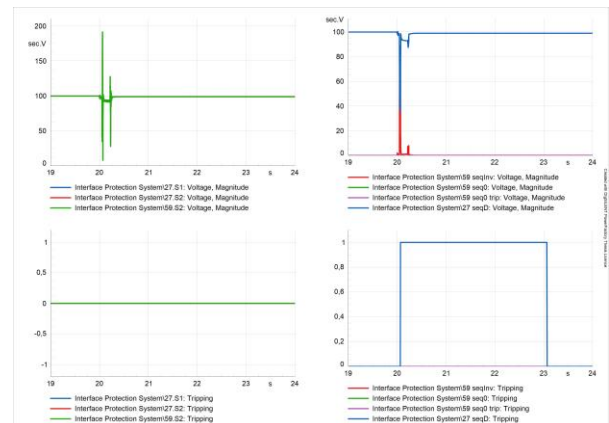 200
sec.V
150
100
50
0
19 20 21 22 23 s 24
Interface Protection System\27.S1: Voltage, Magnitude
Interface Protection System\27.S2: Voltage, Magnitude
Interface Protection System\59.S2: Voltage, Magnitude
100
sec.V
80
60
40
20
0
19 20 21 22 23 s 24
Interface Protection System\59 seqInv: Voltage, Magnitude
Interface Protection System\59 seq0: Voltage, Magnitude
Interface Protection System\59 seq0 trip: Voltage, Magnitude
Interface Protection System\27 seqD: Voltage, Magnitude
1
0,5
0
-0,5
-1
19 20 21 22 23 s 24
Interface Protection System\27.S1: Tripping
Interface Protection System\27.S2: Tripping
Interface Protection System\59.S2: Tripping
1
0,8
0,6
0,4
0,2
0
19 20 21 22 23 s 24
Interface Protection System\59 seqInv: Tripping
Interface Protection System\59 seq0: Tripping
Interface Protection System\59 seq0 trip: Tripping
Interface Protection System\27 seqD: Tripping
Created with DIgSILENT PowerFactory Thesis Licence